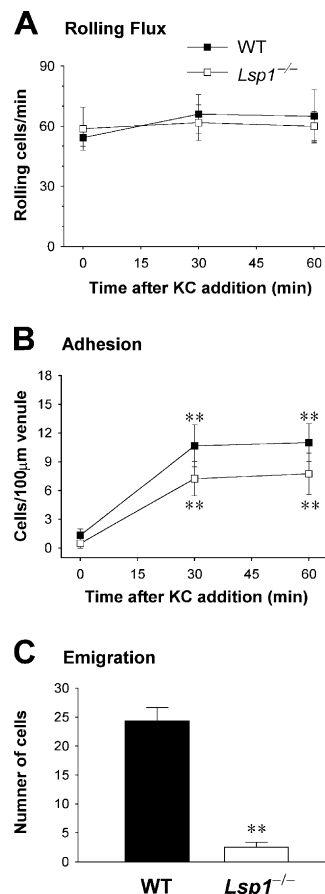 A Rolling Flux
WT
Lsp1−/−
Rolling cells/min
90
60
30
0
0 15 30 45 60
Time after KC addition (min)
B Adhesion
Cells/100μm venule
18
15
12
9
6
3
0
** **
** **
0 15 30 45 60
Time after KC addition (min)
C Emigration
Numner of cells
30
25
20
15
10
5
0
**
WT Lsp1−/−